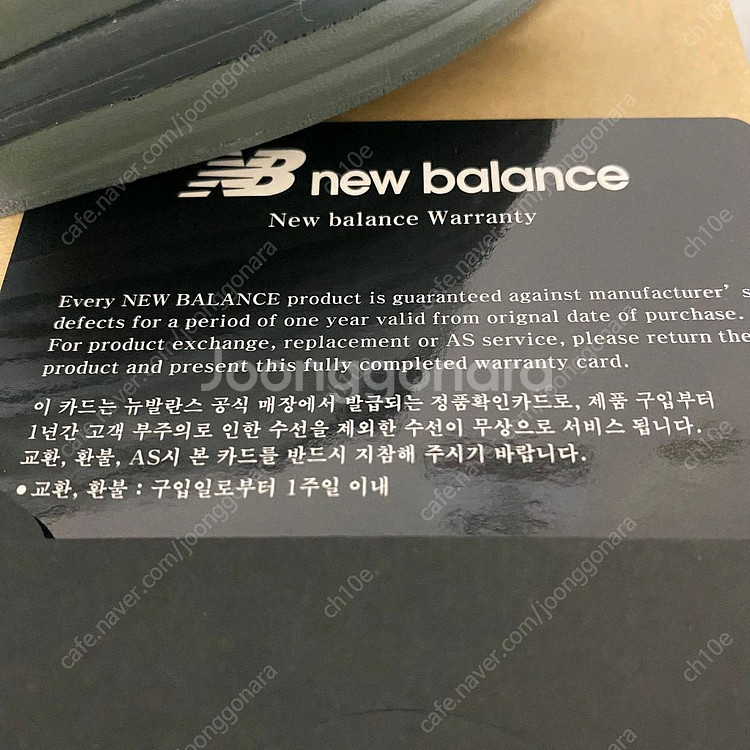 NB new balance
New balance Warranty
Every NEW BALANCE product is guaranteed against manufacturer's
defects for a period of one year valid from orignal date of purchase.
For product exchange, replacement or AS service, please return the
product and present this fully completed warranty card.
Joonggonara
이 카드는 뉴발란스 공식 매장에서 발급되는 정품확인카드로, 제품 구입부터
1년간 고객 부주의로 인한 수선을 제외한 수선이 무상으로 서비스 됩니다.
교환, 환불, AS시 본 카드를 반드시 지참해 주시기 바랍니다.
• 교환, 환불 : 구입일로부터 1주일 이내
cafe.naver.com/joonggonara
ch10e